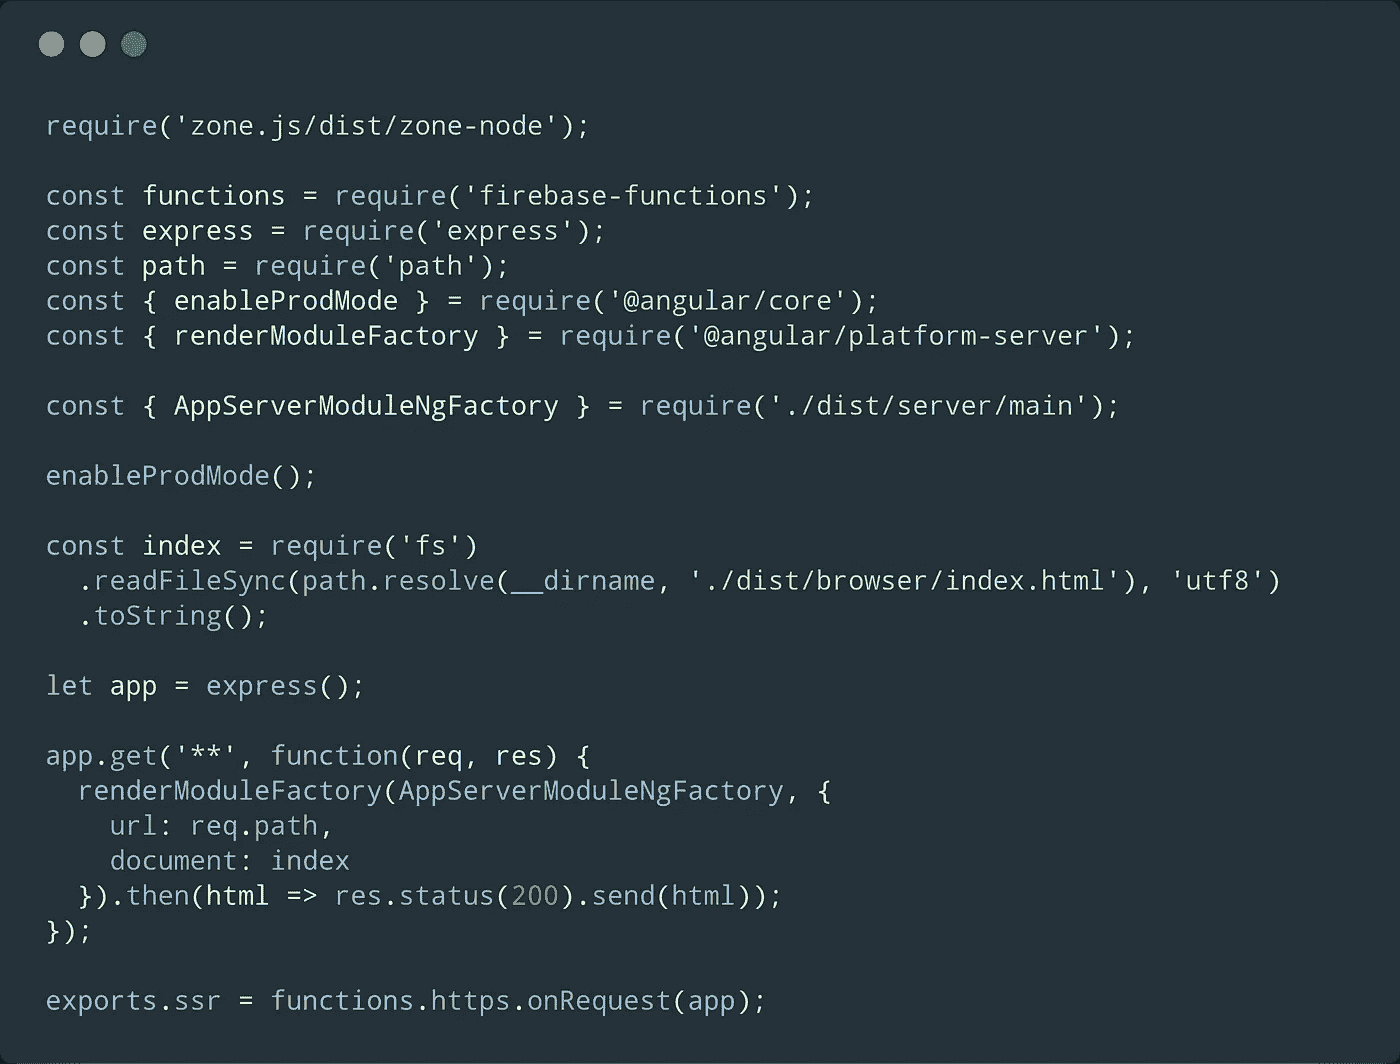 require('zone.js/dist/zone-node');
const functions = require('firebase-functions');
const express = require('express');
const path = require('path');
const { enableProdMode } = require('@angular/core');
const { renderModuleFactory } = require('@angular/platform-server');
const { AppServerModuleNgFactory } = require('./dist/server/main');
enableProdMode();
const index = require('fs')
  .readFileSync(path.resolve(__dirname, './dist/browser/index.html'), 'utf8')
  .toString();
let app = express();
app.get('**', function(req, res) {
  renderModuleFactory(AppServerModuleNgFactory, {
    url: req.path,
    document: index
  }).then(html => res.status(200).send(html));
});
exports.ssr = functions.https.onRequest(app);